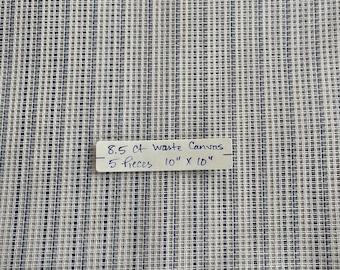 8.5 Ct Waste Canvas
5 Pieces 10" X 10"